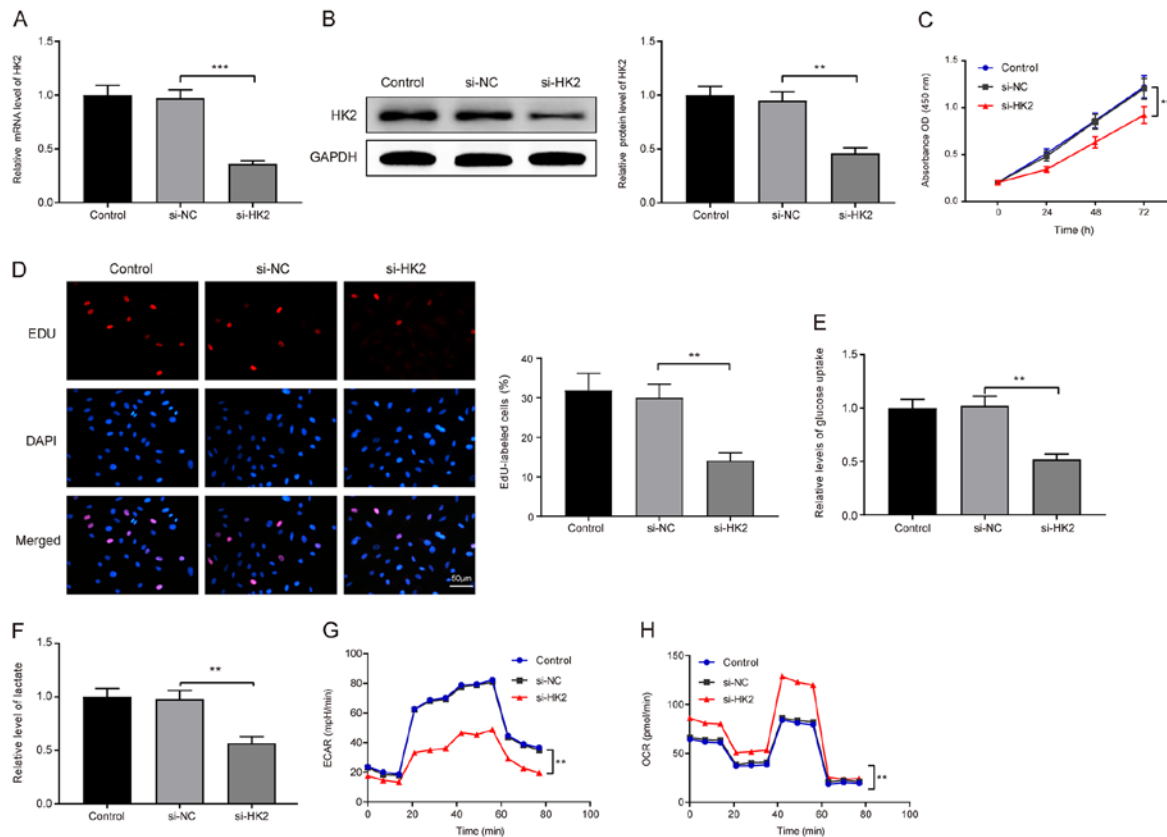 A
Relative mRNA level of HK2
1.5
1.0
0.5
0.0
***
Control
si-NC
si-HK2
B
Control
si-NC
si-HK2
HK2
GAPDH
Relative protein level of HK2
1.5
1.0
0.5
0.0
**
Control
si-NC
si-HK2
C
Absorbance OD (450 nm)
2.0
1.5
1.0
0.5
0.0
Control
si-NC
si-HK2
0
24
48
72
Time (h)
D
Control
si-NC
si-HK2
EDU
DAPI
Merged
50μm
EdU-labeled cells (%)
40
30
20
10
0
**
Control
si-NC
si-HK2
E
Relative levels of glucose uptake
1.5
1.0
0.5
0.0
**
Control
si-NC
si-HK2
F
Relative level of lactate
1.5
1.0
0.5
0.0
**
Control
si-NC
si-HK2
G
ECAR (mpH/min)
100
80
60
40
20
0
Control
si-NC
si-HK2
**
0
20
40
60
80
100
Time (min)
H
OCR (pmol/min)
150
100
50
0
Control
si-NC
si-HK2
**
0
20
40
60
80
100
Time (min)